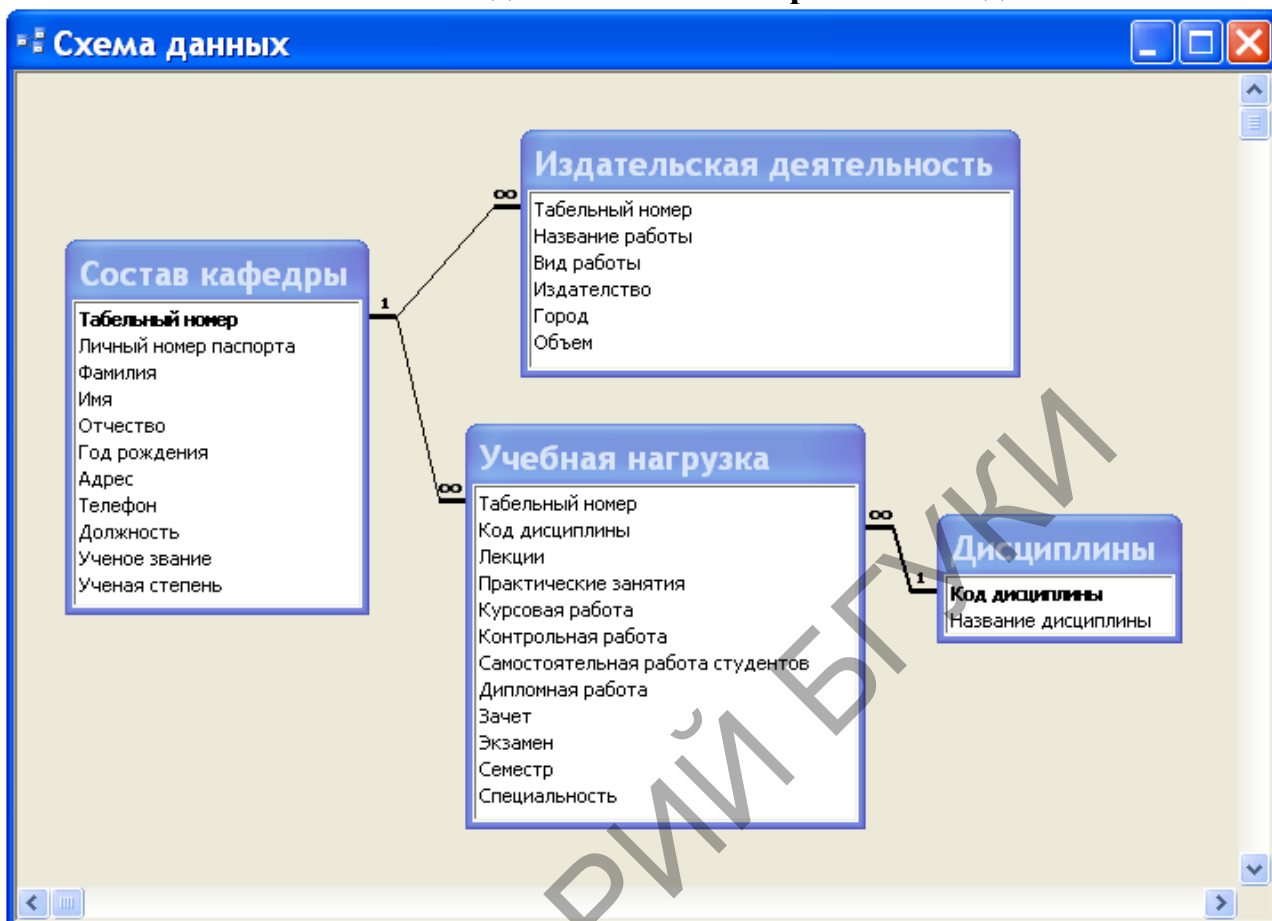 Схема данных
Издательская деятельность
Табельный номер
Название работы
Вид работы
Издателство
Город
Объем
Состав кафедры
Табельный номер
Личный номер паспорта
Фамилия
Имя
Отчество
Год рождения
Адрес
Телефон
Должность
Ученое звание
Ученая степень
1
∞
∞
Учебная нагрузка
Табельный номер
Код дисциплины
Лекции
Практические занятия
Курсовая работа
Контрольная работа
Самостоятельная работа студентов
Дипломная работа
Зачет
Экзамен
Семестр
Специальность
∞
1
Дисциплины
Код дисциплины
Название дисциплины
РИЙ БГУКИ